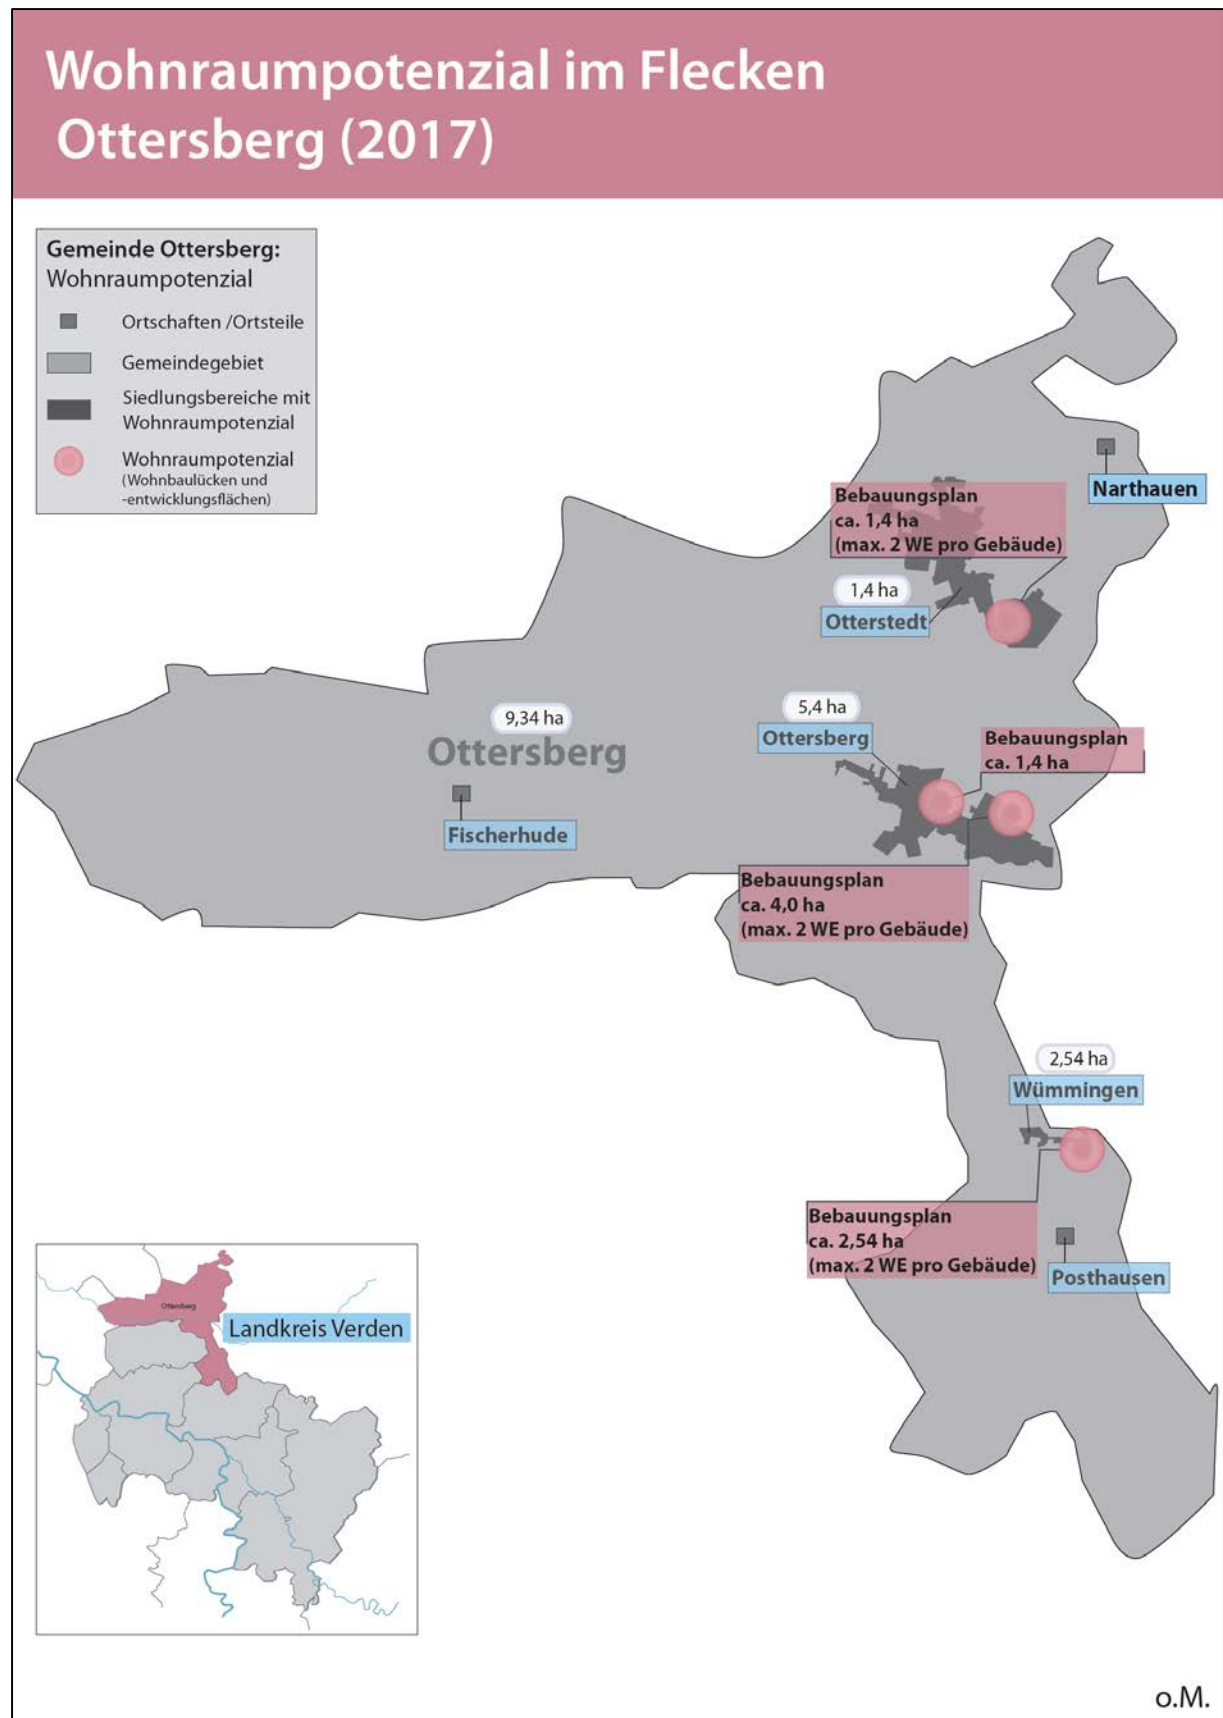 Wohnraumpotenzial im Flecken
Ottersberg (2017)
Gemeinde Ottersberg:
Wohnraumpotenzial
Ortschaften /Ortsteile
Gemeindegebiet
Siedlungsbereiche mit
Wohnraumpotenzial
Wohnraumpotenzial
(Wohnbaulücken und
-entwicklungsflächen)
Narthauen
Bebauungsplan
ca. 1,4 ha
(max. 2 WE pro Gebäude)
1,4 ha
Otterstedt
9,34 ha
Ottersberg
5,4 ha
Ottersberg
Bebauungsplan
ca. 1,4 ha
Fischerhude
Bebauungsplan
ca. 4,0 ha
(max. 2 WE pro Gebäude)
2,54 ha
Wümmingen
Bebauungsplan
ca. 2,54 ha
(max. 2 WE pro Gebäude)
Posthausen
Ottersberg
Landkreis Verden
o.M.